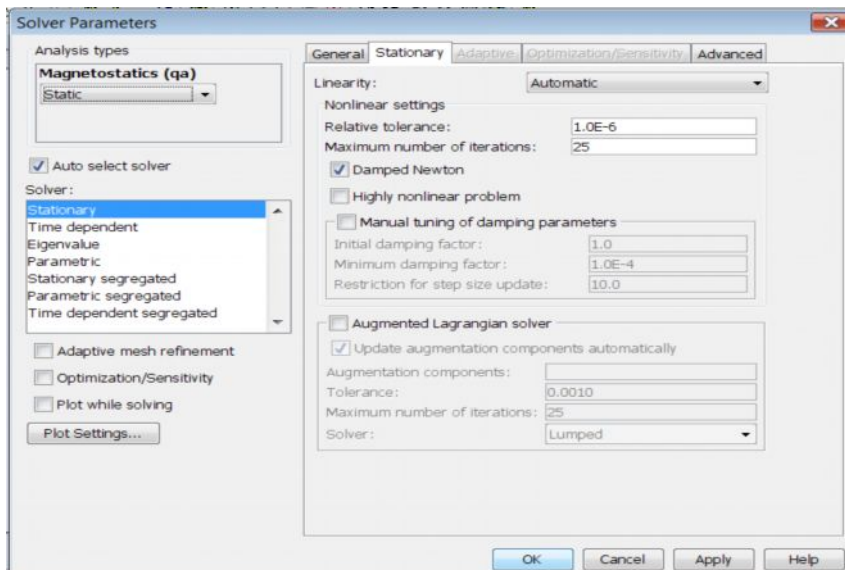 Solver Parameters
Analysis types
Magnetostatics (qa)
Static
Auto select solver
Solver:
Stationary
Time dependent
Eigenvalue
Parametric
Stationary segregated
Parametric segregated
Time dependent segregated
Adaptive mesh refinement
Optimization/Sensitivity
Plot while solving
Plot Settings...
General Stationary Adaptive Optimization/Sensitivity Advanced
Linearity: Automatic
Nonlinear settings
Relative tolerance: 1.0E-6
Maximum number of iterations: 25
Damped Newton
Highly nonlinear problem
Manual tuning of damping parameters
Initial damping factor: 1.0
Minimum damping factor: 1.0E-4
Restriction for step size update: 10.0
Augmented Lagrangian solver
Update augmentation components automatically
Augmentation components:
Tolerance: 0.0010
Maximum number of iterations: 25
Solver: Lumped
OK Cancel Apply Help